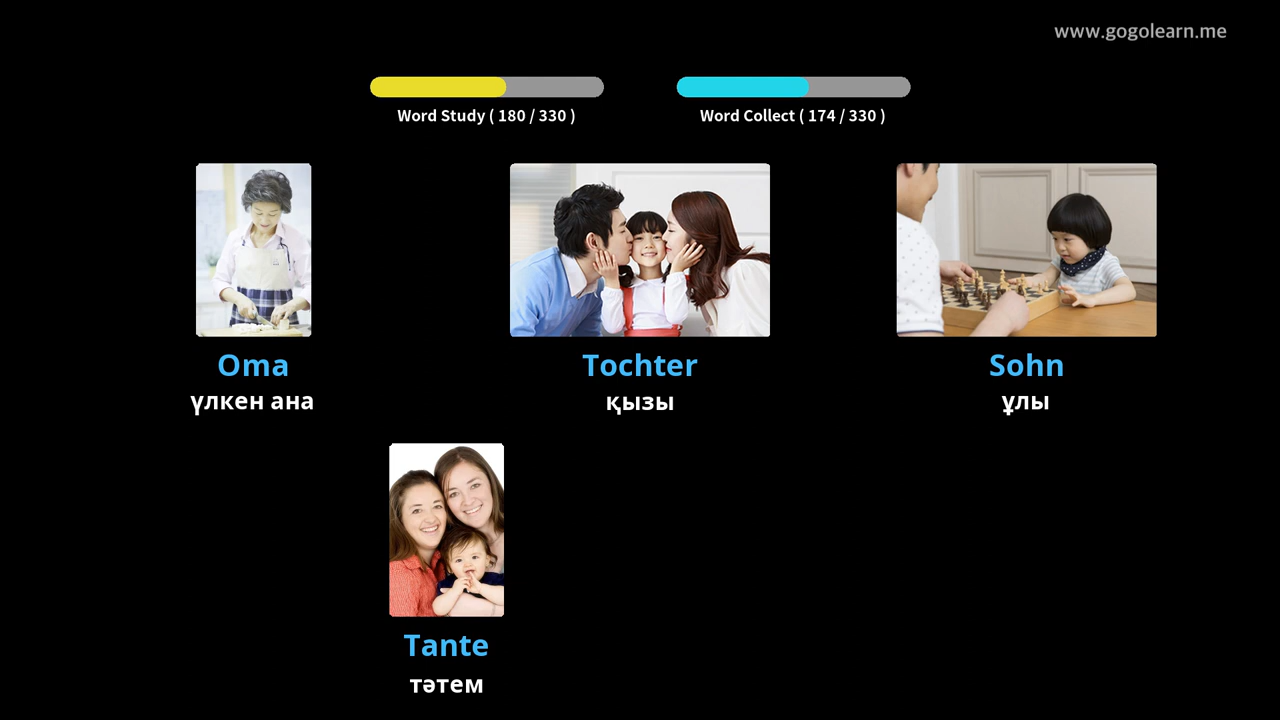 www.gogolearn.me
Word Study ( 180 / 330 )
Word Collect ( 174 / 330 )
Oma
үлкен ана
Tochter
қызы
Sohn
ұлы
Tante
тәтем